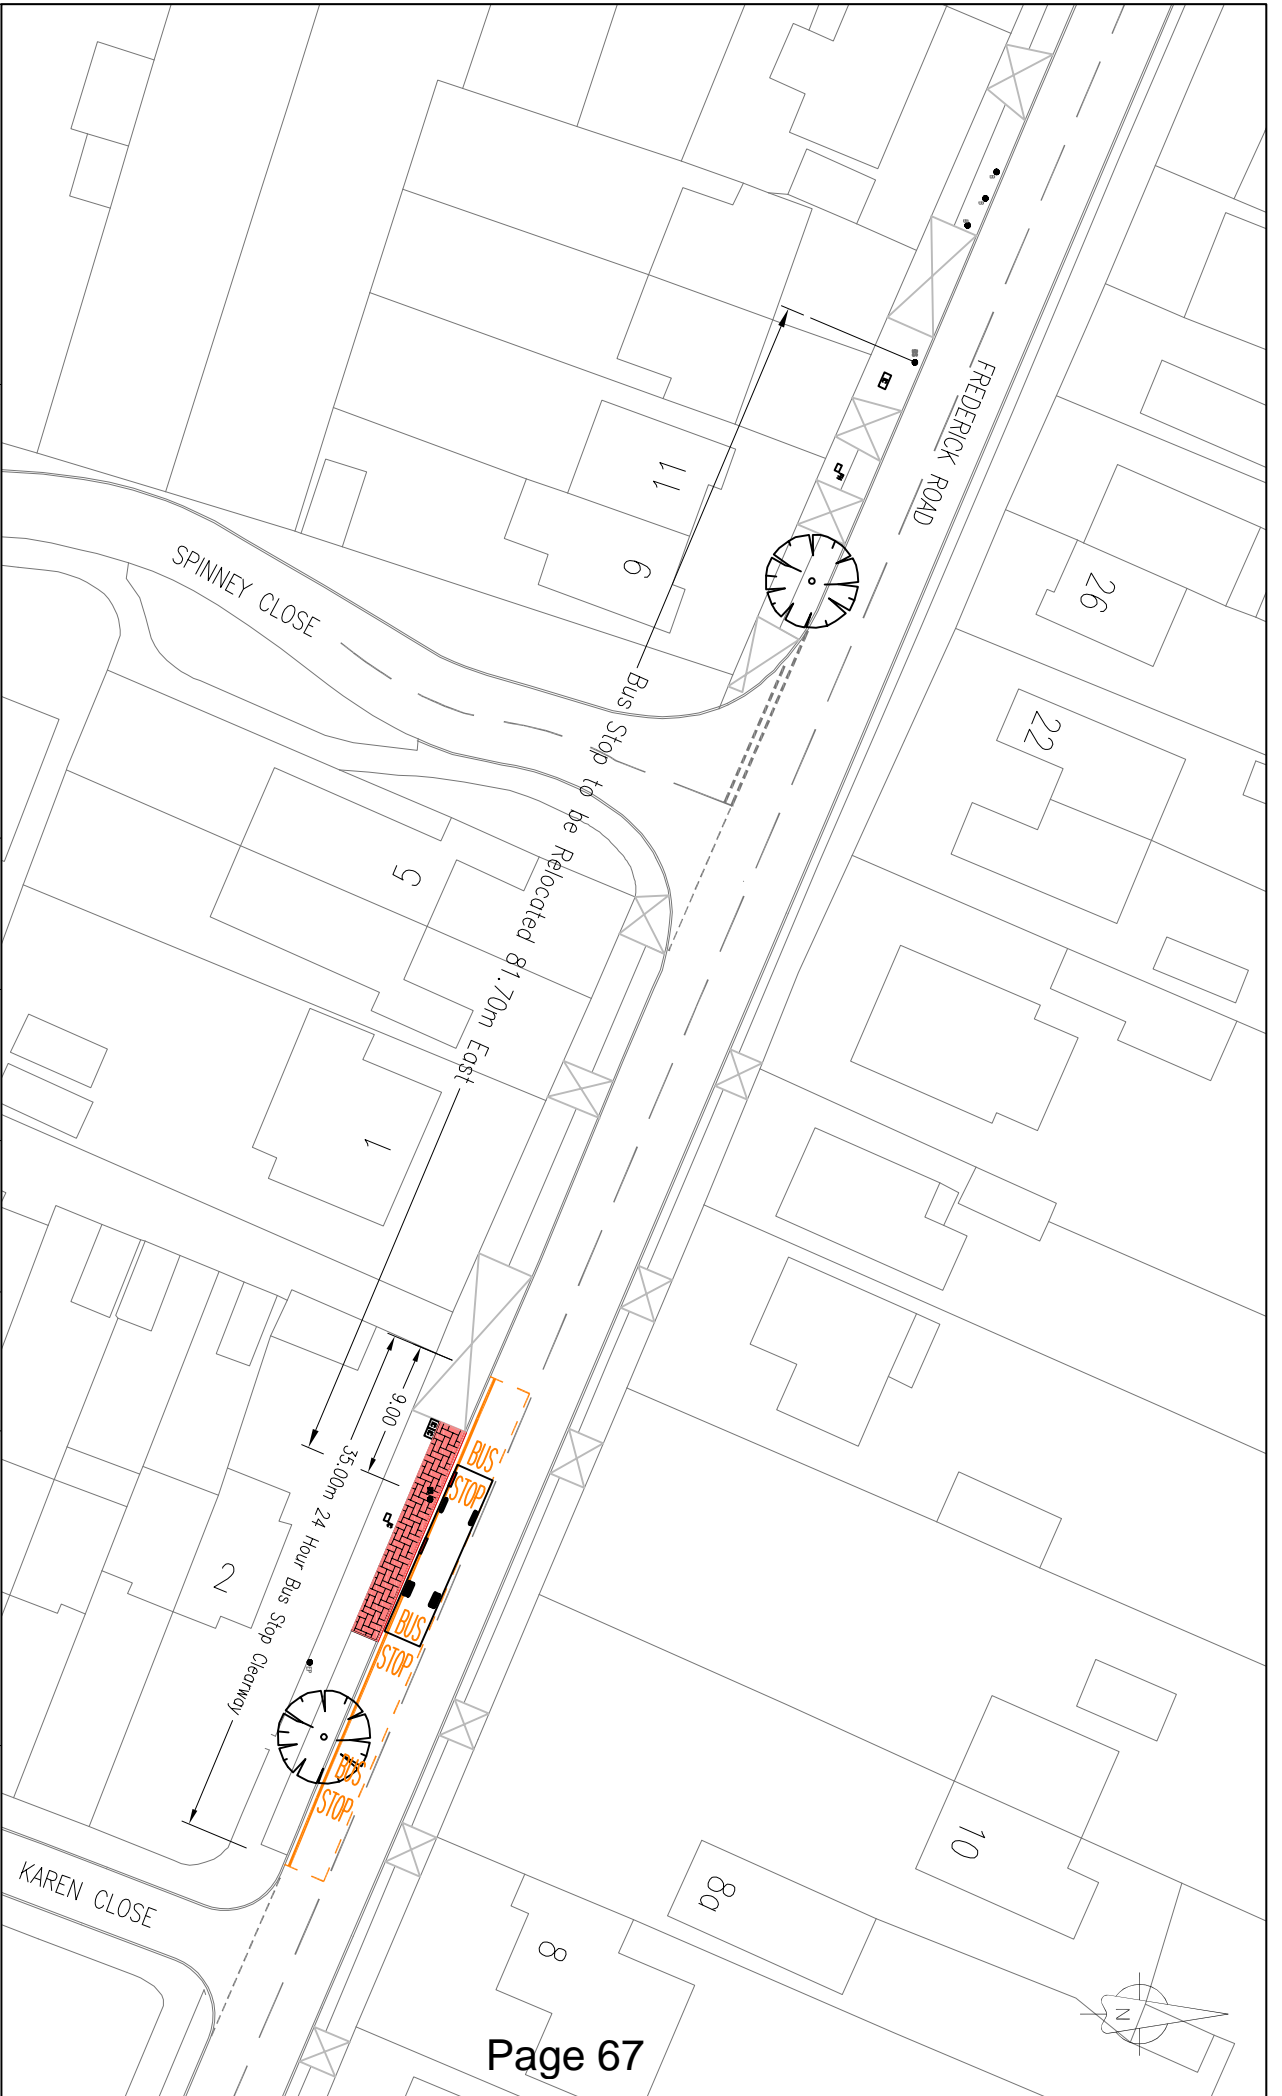 FREDERICK ROAD
26
22
11
9
SPINNEY CLOSE
Bus Stop to be Relocated 81.70m East
5
1
9.00
35.00m 24 Hour Bus Stop Clearway
BUS
STOP
BUS
STOP
BUS
STOP
2
10
8a
8
KAREN CLOSE
N
Page 67